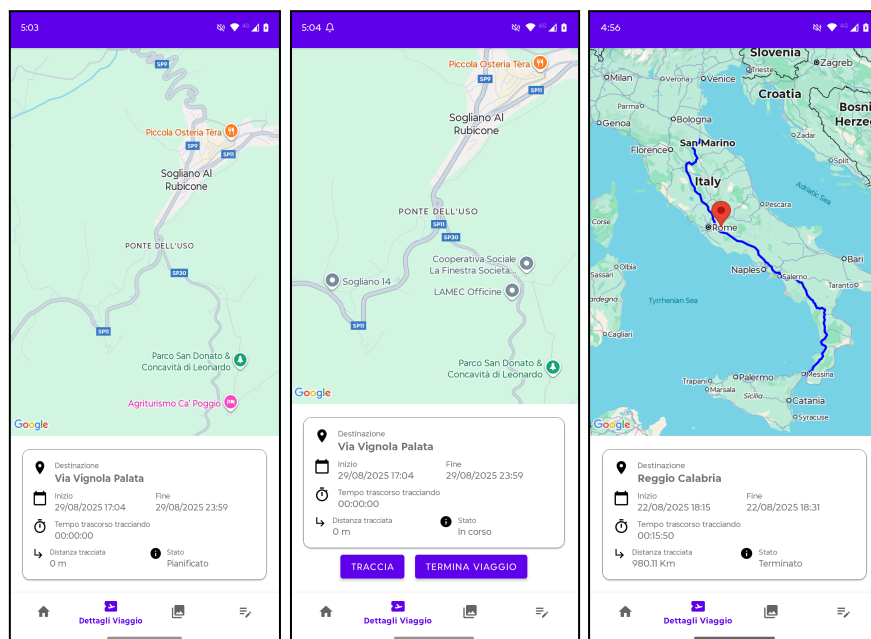 5:03
4G
SP9
Piccola Osteria Tèra
SP9
SP11
Sogliano Al
Rubicone
PONTE DELL'USO
SP30
SP11
Parco San Donato &
Concavità di Leonardo
Agriturismo Ca' Poggio
Google
Destinazione
Via Vignola Palata
Inizio
Fine
29/08/2025 17:04
29/08/2025 23:59
Tempo trascorso tracciando
00:00:00
Distanza tracciata
Stato
0 m
Pianificato
Dettagli Viaggio
5:04
4G
Piccola Osteria Tèra
SP9
SP11
Sogliano Al
Rubicone
PONTE DELL'USO
SP11
SP30
Cooperativa Sociale
La Finestra Societa...
Sogliano 14
LAMEC Officine
SP11
Parco San Donato &
Concavità di Leonardo
Google
Destinazione
Via Vignola Palata
Inizio
Fine
29/08/2025 17:04
29/08/2025 23:59
Tempo trascorso tracciando
00:00:00
Distanza tracciata
Stato
0 m
In corso
TRACCIA
TERMINA VIAGGIO
Dettagli Viaggio
4:56
4G
Slovenia
Zagreb
Trieste
Milan
Verona
Venice
Croatia
Parma
Bosni
Herzeg
Genoa
Bologna
Zadar
Florence
San Marino
Split
Italy
Adriatic Sea
Pescara
Corse
Rome
Bari
Olbia
Naples
Salerno
Sassari
Taranto
ardegna
Tyrrhenian Sea
Cagliari
Messina
Trapani
Palermo
Marsala
Sicilia
Catania
Syracuse
Google
Destinazione
Reggio Calabria
Inizio
Fine
22/08/2025 18:15
22/08/2025 18:31
Tempo trascorso tracciando
00:15:50
Distanza tracciata
Stato
980.11 Km
Terminato
Dettagli Viaggio